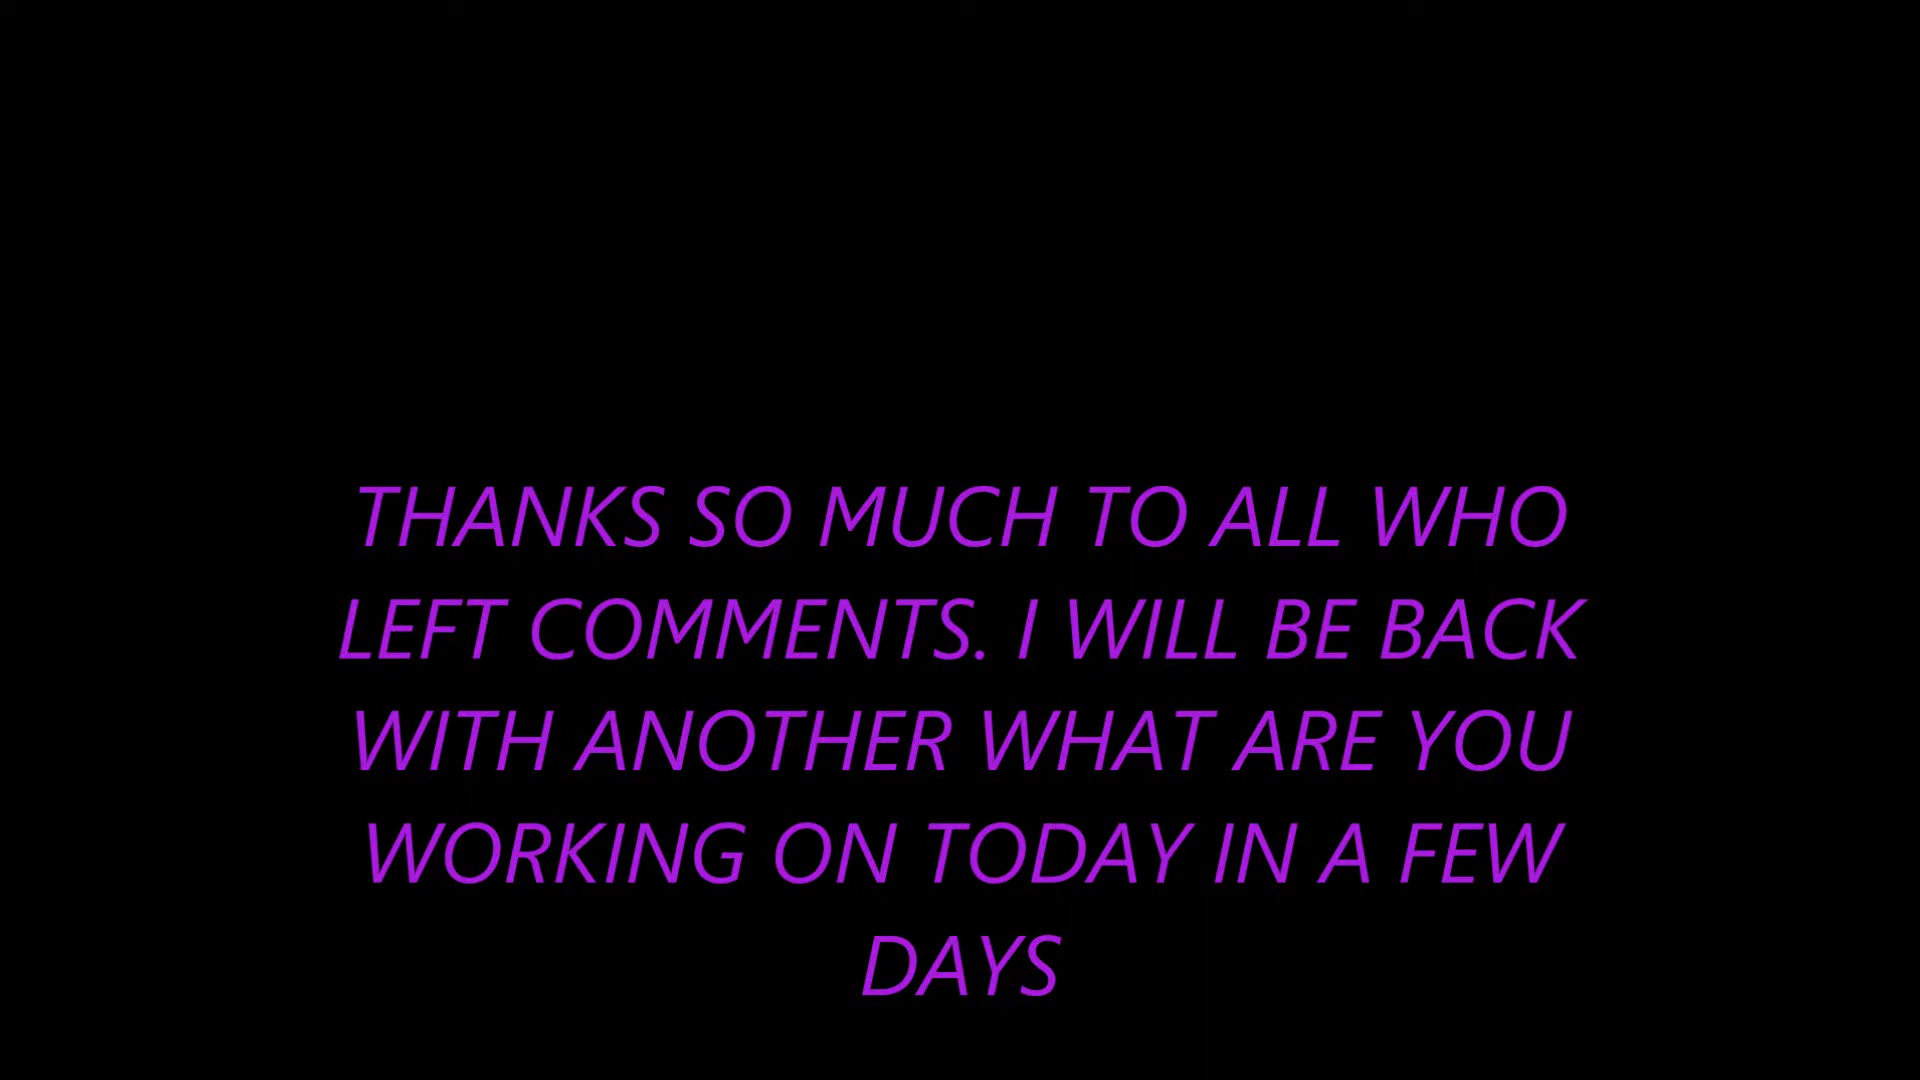 THANKS SO MUCH TO ALL WHO
LEFT COMMENTS. I WILL BE BACK
WITH ANOTHER WHAT ARE YOU
WORKING ON TODAY IN A FEW
DAYS